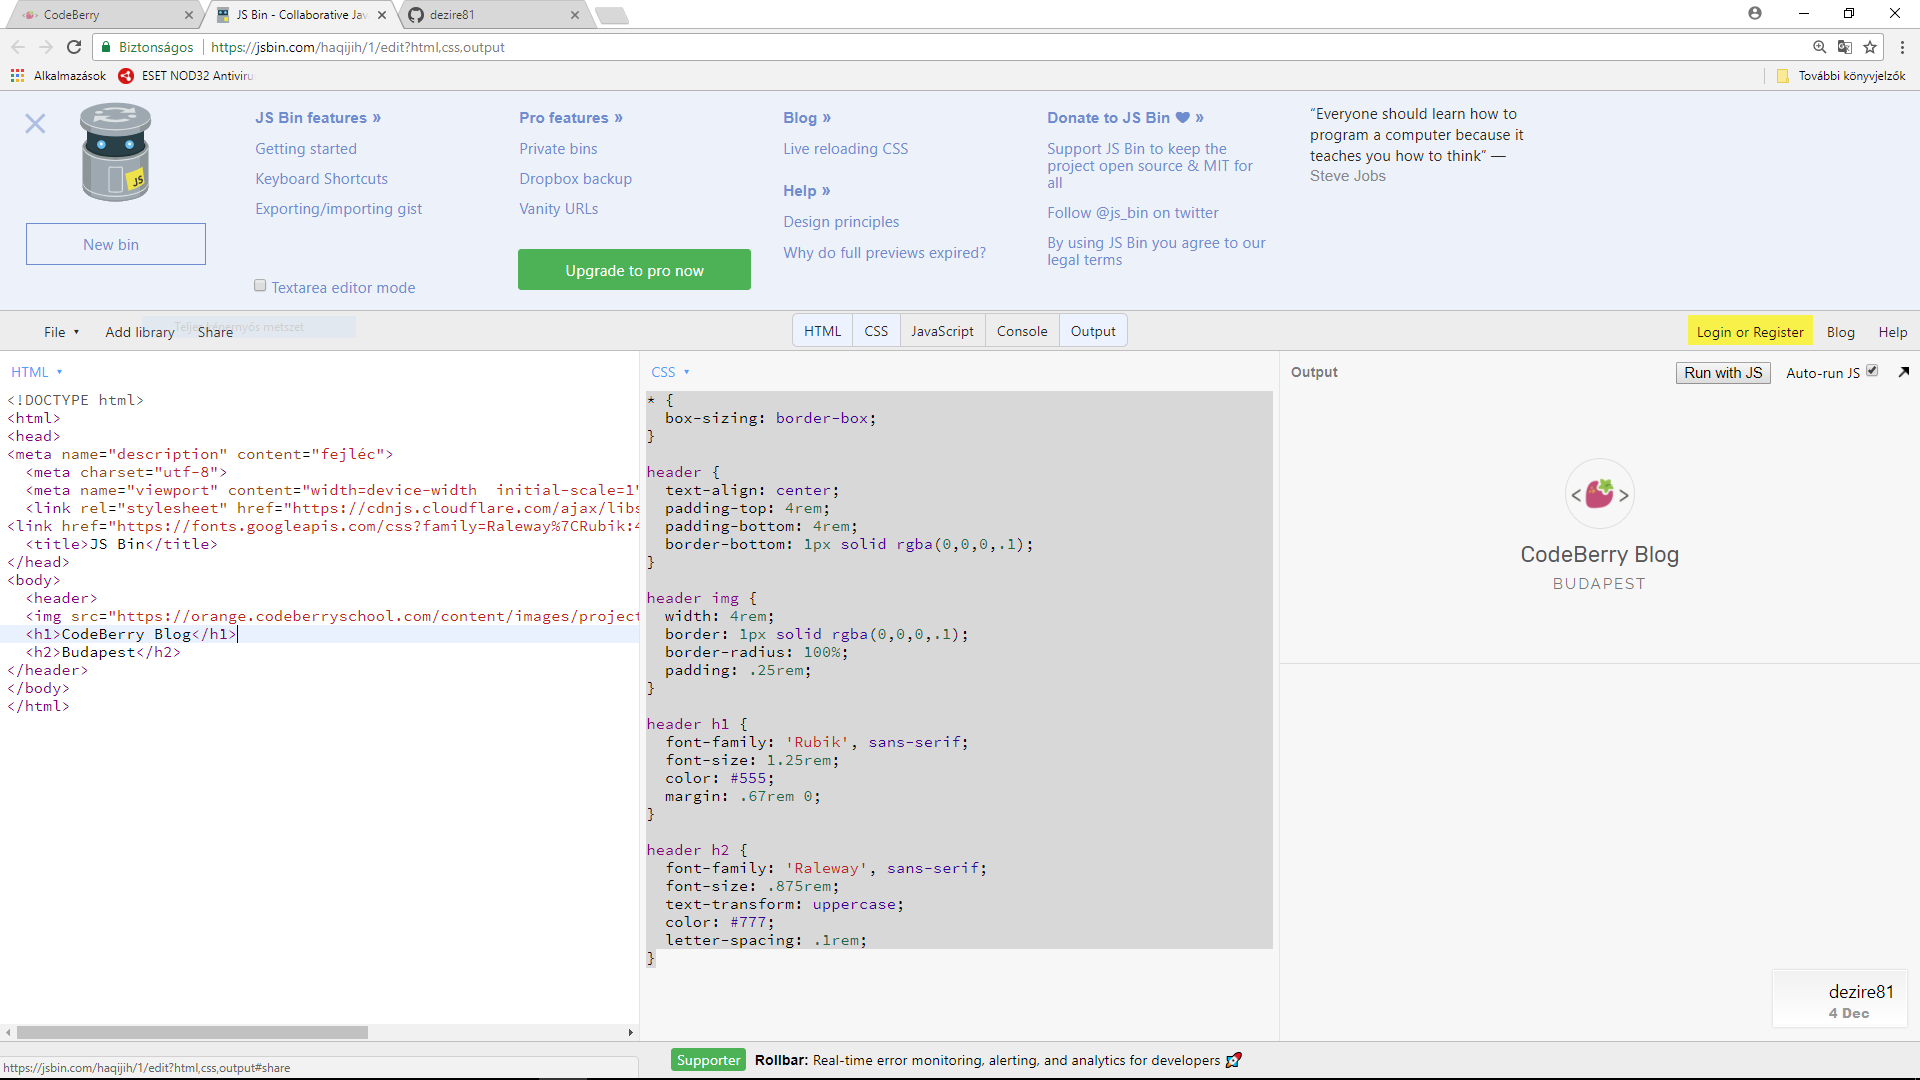 CodeBerry
JS Bin - Collaborative Jav
dezire81
Biztonságos
https://jsbin.com/haqijih/1/edit?html,css,output
Alkalmazások
ESET NOD32 Antiviru
További könyvjelzők
JS
New bin
JS Bin features »
Getting started
Keyboard Shortcuts
Exporting/importing gist
Textarea editor mode
Pro features »
Private bins
Dropbox backup
Vanity URLs
Upgrade to pro now
Blog »
Live reloading CSS
Help »
Design principles
Why do full previews expired?
Donate to JS Bin ♥ »
Support JS Bin to keep the
project open source & MIT for
all
Follow @js_bin on twitter
By using JS Bin you agree to our
legal terms
“Everyone should learn how to
program a computer because it
teaches you how to think” —
Steve Jobs
Teljes képernyős metszet
File ▾ Add library Share
HTML CSS JavaScript Console Output
Login or Register Blog Help
HTML ▾
<!DOCTYPE html>
<html>
<head>
<meta name="description" content="fejléc">
  <meta charset="utf-8">
  <meta name="viewport" content="width=device-width  initial-scale=1"
  <link rel="stylesheet" href="https://cdnjs.cloudflare.com/ajax/libs
<link href="https://fonts.googleapis.com/css?family=Raleway%7CRubik:4
  <title>JS Bin</title>
</head>
<body>
  <header>
  <img src="https://orange.codeberryschool.com/content/images/project
  <h1>CodeBerry Blog</h1>
  <h2>Budapest</h2>
</header>
</body>
</html>
CSS ▾
* {
  box-sizing: border-box;
}
header {
  text-align: center;
  padding-top: 4rem;
  padding-bottom: 4rem;
  border-bottom: 1px solid rgba(0,0,0,.1);
}
header img {
  width: 4rem;
  border: 1px solid rgba(0,0,0,.1);
  border-radius: 100%;
  padding: .25rem;
}
header h1 {
  font-family: 'Rubik', sans-serif;
  font-size: 1.25rem;
  color: #555;
  margin: .67rem 0;
}
header h2 {
  font-family: 'Raleway', sans-serif;
  font-size: .875rem;
  text-transform: uppercase;
  color: #777;
  letter-spacing: .1rem;
}
Output
Run with JS
Auto-run JS
< >
CodeBerry Blog
BUDAPEST
dezire81
4 Dec
https://jsbin.com/haqijih/1/edit?html,css,output#share
Supporter Rollbar: Real-time error monitoring, alerting, and analytics for developers